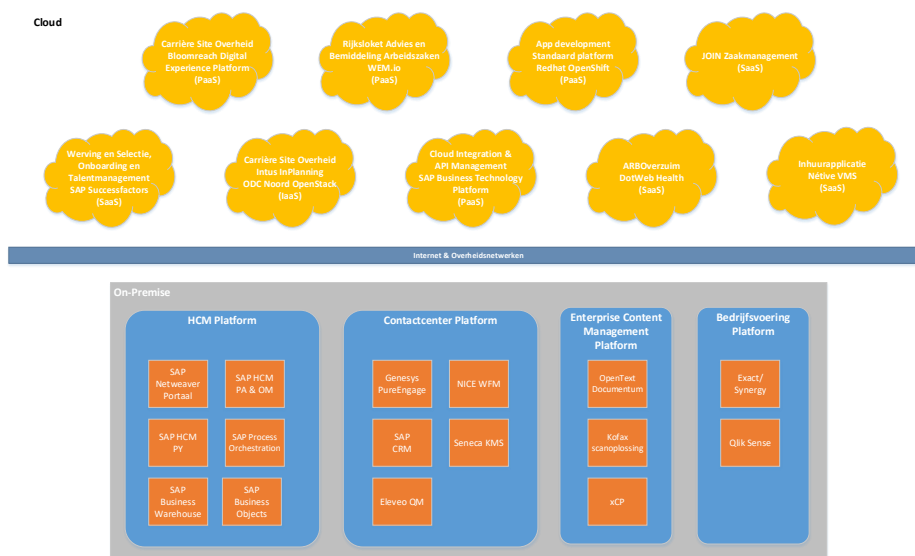 Cloud
Carrière Site Overheid
Bloomreach Digital
Experience Platform
(PaaS)
Rijksloket Advies en
Bemiddeling Arbeidszaken
WEM.io
(PaaS)
App development
Standaard platform
Redhat OpenShift
(PaaS)
JOIN Zaakmanagement
(SaaS)
Werving en Selectie,
Onboarding en
Talentmanagement
SAP Successfactors
(SaaS)
Carrière Site Overheid
Intus InPlanning
ODC Noord OpenStack
(IaaS)
Cloud Integration &
API Management
SAP Business Technology
Platform
(PaaS)
ARBOverzuim
DotWeb Health
(SaaS)
Inhuurapplicatie
Nétive VMS
(SaaS)
Internet & Overheidsnetwerken
On-Premise
HCM Platform
SAP
Netweaver
Portaal
SAP HCM
PA & OM
SAP HCM
PY
SAP Process
Orchestration
SAP
Business
Warehouse
SAP
Business
Objects
Contactcenter Platform
Genesys
PureEngage
NICE WFM
SAP
CRM
Seneca KMS
Eleveo QM
Enterprise Content
Management
Platform
OpenText
Documentum
Kofax
scanoplossing
xCP
Bedrijfsvoering
Platform
Exact/
Synergy
Qlik Sense